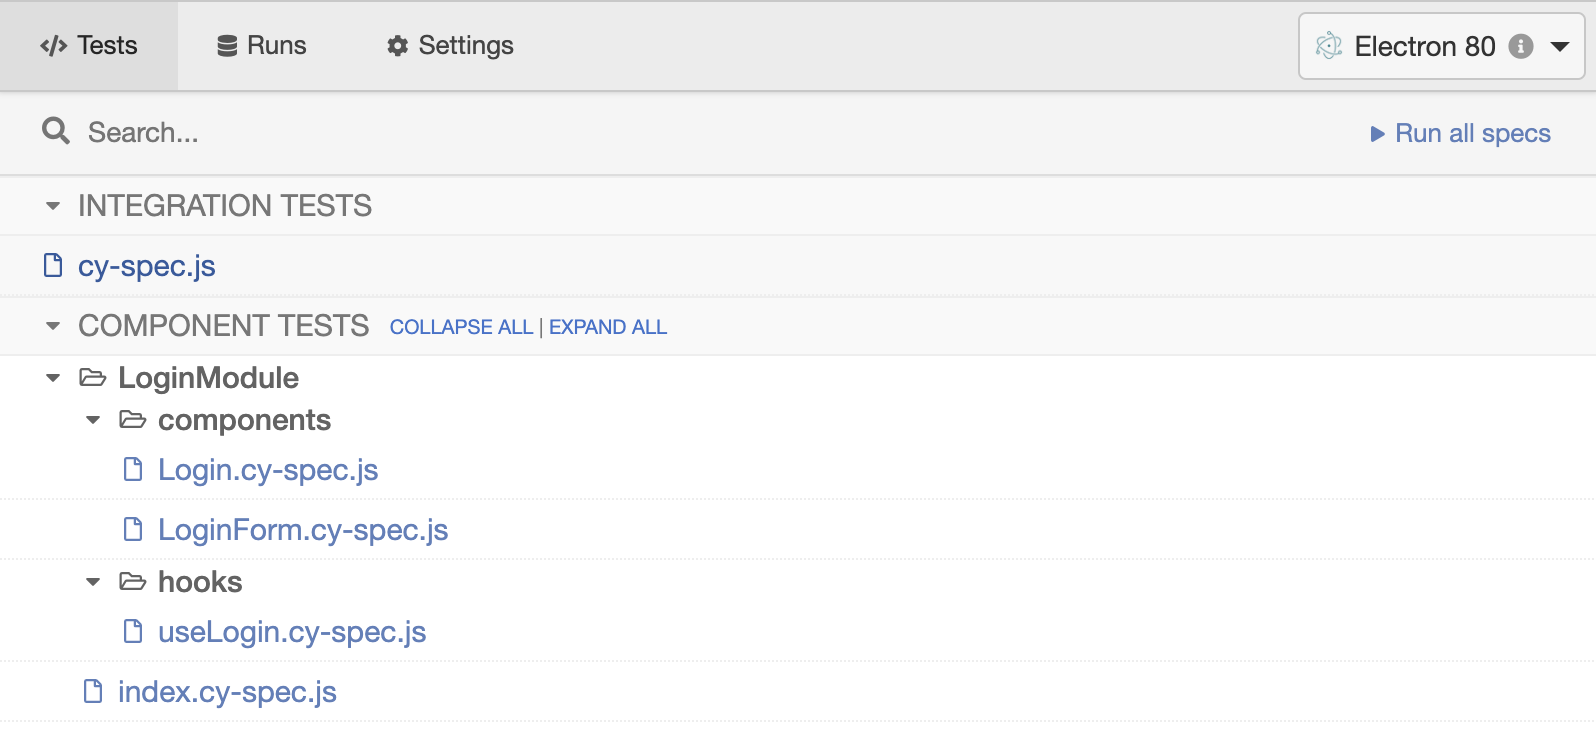 Tests Runs Settings Electron 80
Search... Run all specs
INTEGRATION TESTS
cy-spec.js
COMPONENT TESTS COLLAPSE ALL | EXPAND ALL
LoginModule
components
Login.cy-spec.js
LoginForm.cy-spec.js
hooks
useLogin.cy-spec.js
index.cy-spec.js